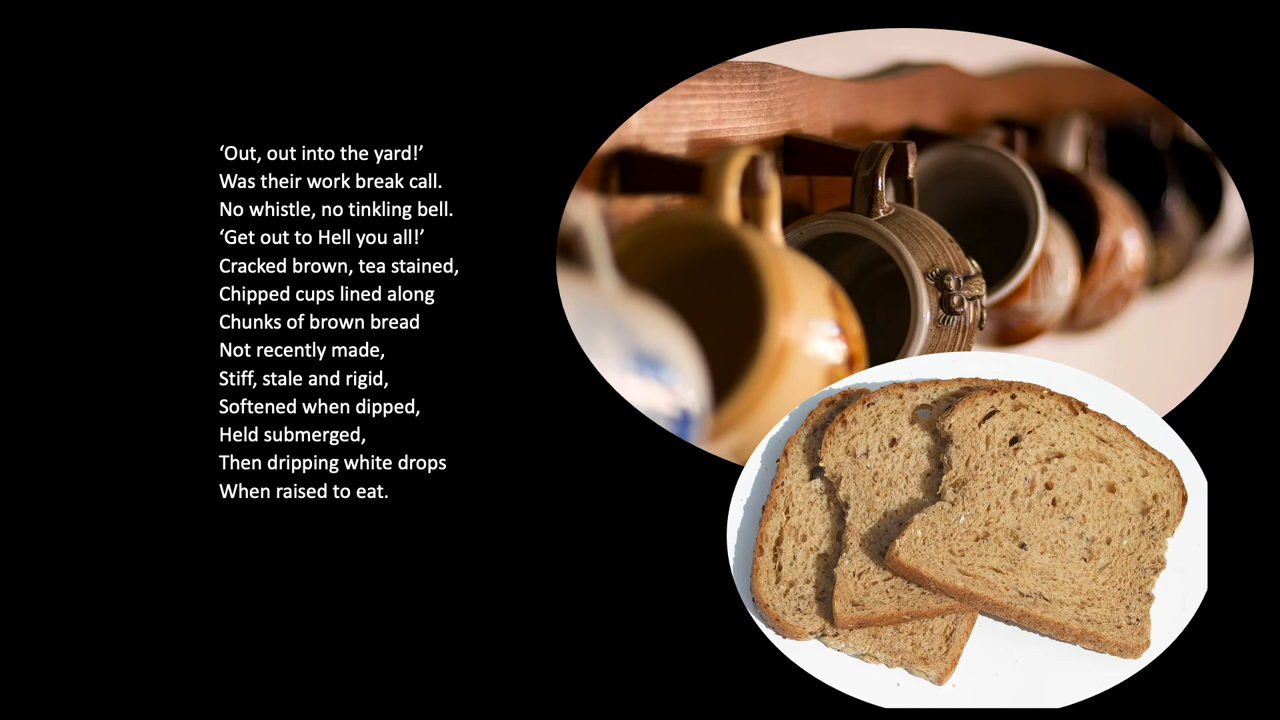 ‘Out, out into the yard!’
Was their work break call.
No whistle, no tinkling bell.
‘Get out to Hell you all!’
Cracked brown, tea stained,
Chipped cups lined along
Chunks of brown bread
Not recently made,
Stiff, stale and rigid,
Softened when dipped,
Held submerged,
Then dripping white drops
When raised to eat.